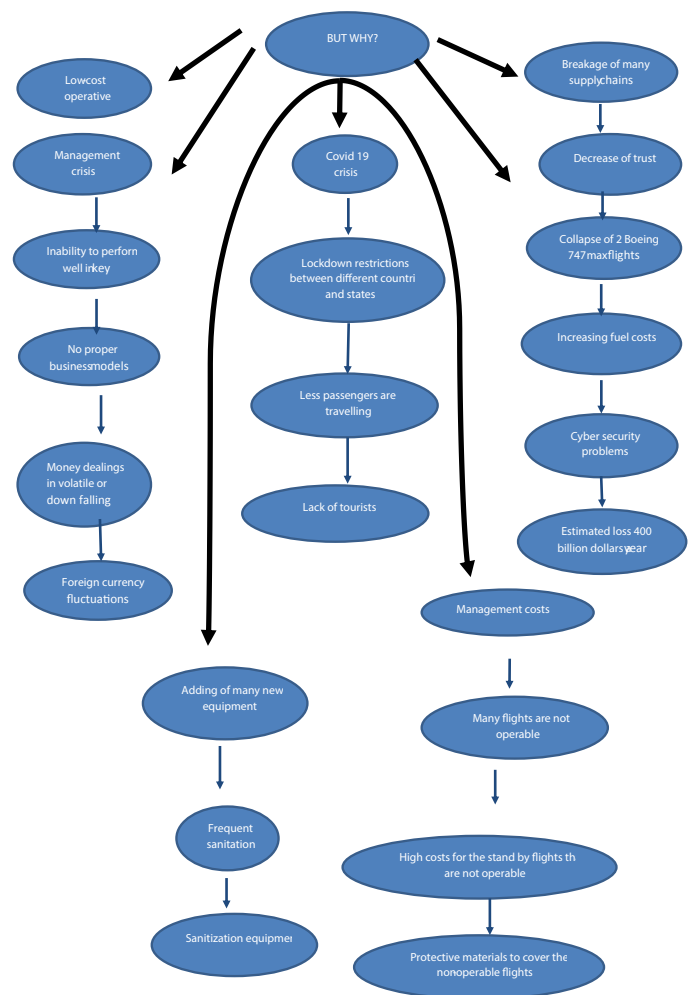 BUT WHY?
Lowcost
operative
Management
crisis
Inability to perform
well inkey
No proper
businessmodels
Money dealings
in volatile or
down falling
Foreign currency
fluctuations
Covid 19
crisis
Lockdown restrictions
between different countri
and states
Less passengers are
travelling
Lack of tourists
Breakage of many
supplychains
Decrease of trust
Collapse of 2 Boeing
747maxflights
Increasing fuel costs
Cyber security
problems
Estimated loss 400
billion dollars year
Adding of many new
equipment
Frequent
sanitation
Sanitization equipmer
Management costs
Many flights are not
operable
High costs for the stand by flights th
are not operable
Protective materials to cover the
nonoperable flights